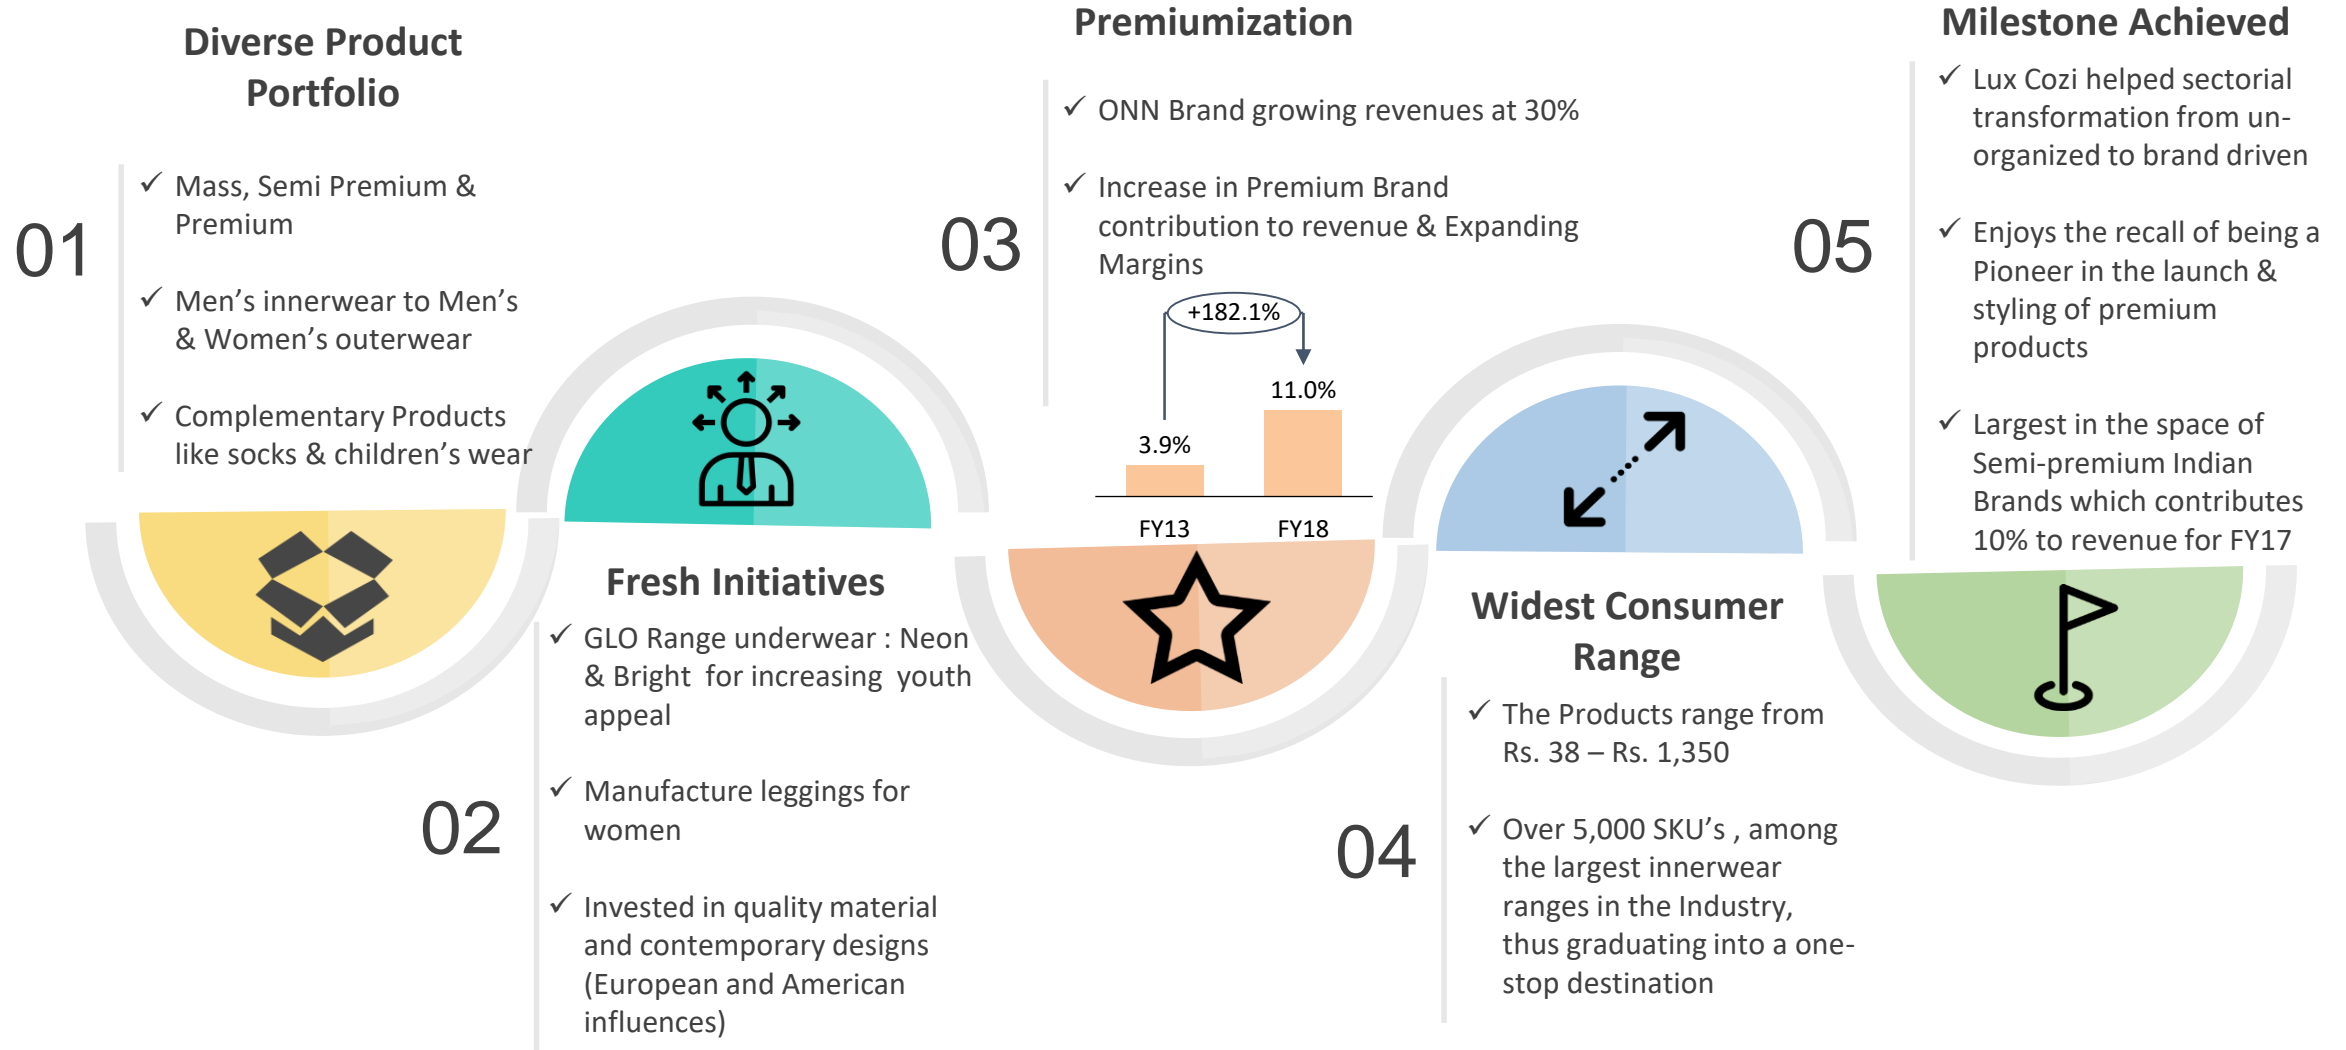 Diverse Product
Portfolio
01
✓ Mass, Semi Premium &
Premium
✓ Men’s innerwear to Men’s
& Women’s outerwear
✓ Complementary Products
like socks & children’s wear
Fresh Initiatives
02
✓ GLO Range underwear : Neon
& Bright for increasing youth
appeal
✓ Manufacture leggings for
women
✓ Invested in quality material
and contemporary designs
(European and American
influences)
Premiumization
03
✓ ONN Brand growing revenues at 30%
✓ Increase in Premium Brand
contribution to revenue & Expanding
Margins
+182.1%
11.0%
3.9%
FY13 FY18
Widest Consumer
Range
04
✓ The Products range from
Rs. 38 – Rs. 1,350
✓ Over 5,000 SKU’s , among
the largest innerwear
ranges in the Industry,
thus graduating into a one-
stop destination
Milestone Achieved
05
✓ Lux Cozi helped sectorial
transformation from un-
organized to brand driven
✓ Enjoys the recall of being a
Pioneer in the launch &
styling of premium
products
✓ Largest in the space of
Semi-premium Indian
Brands which contributes
10% to revenue for FY17